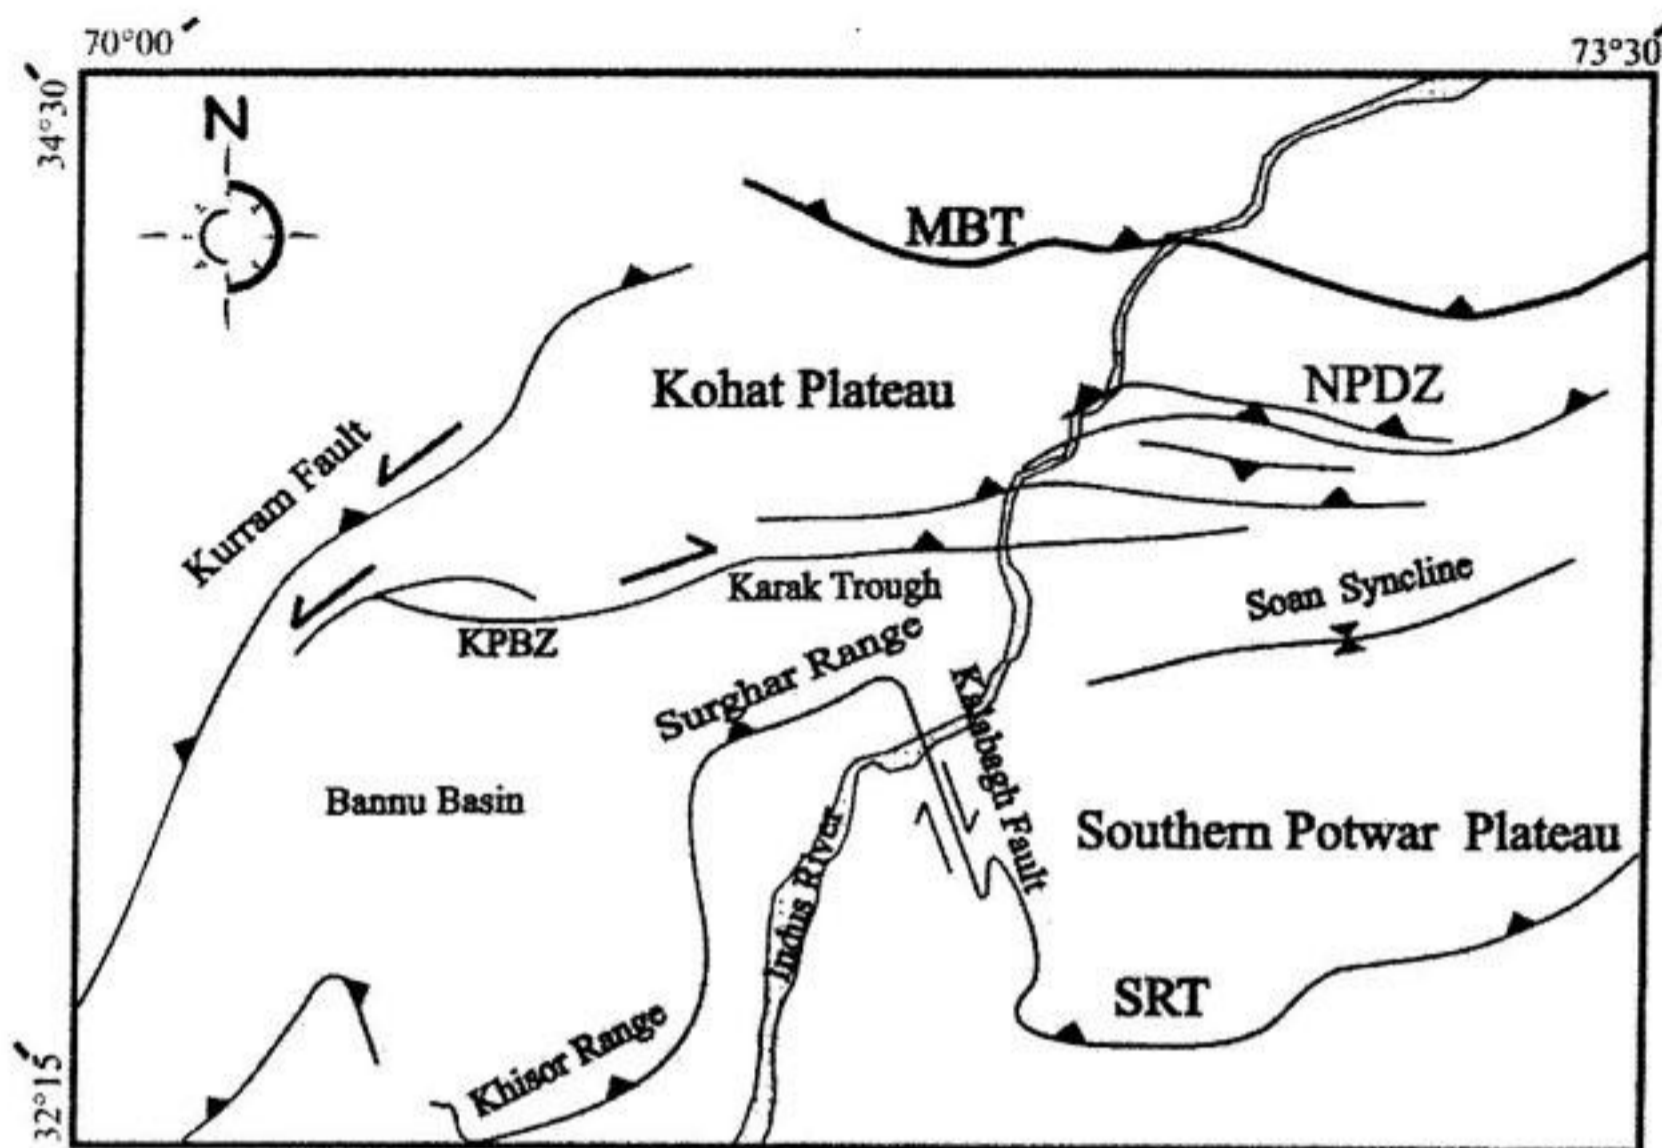 70°00′
73°30′
34°30′
N
MBT
Kohat Plateau
NPDZ
Kurram Fault
Karak Trough
Soan Syncline
KPBZ
Surghar Range
Kalabagh Fault
Bannu Basin
Southern Potwar Plateau
Indus River
SRT
Khisor Range
32°15′